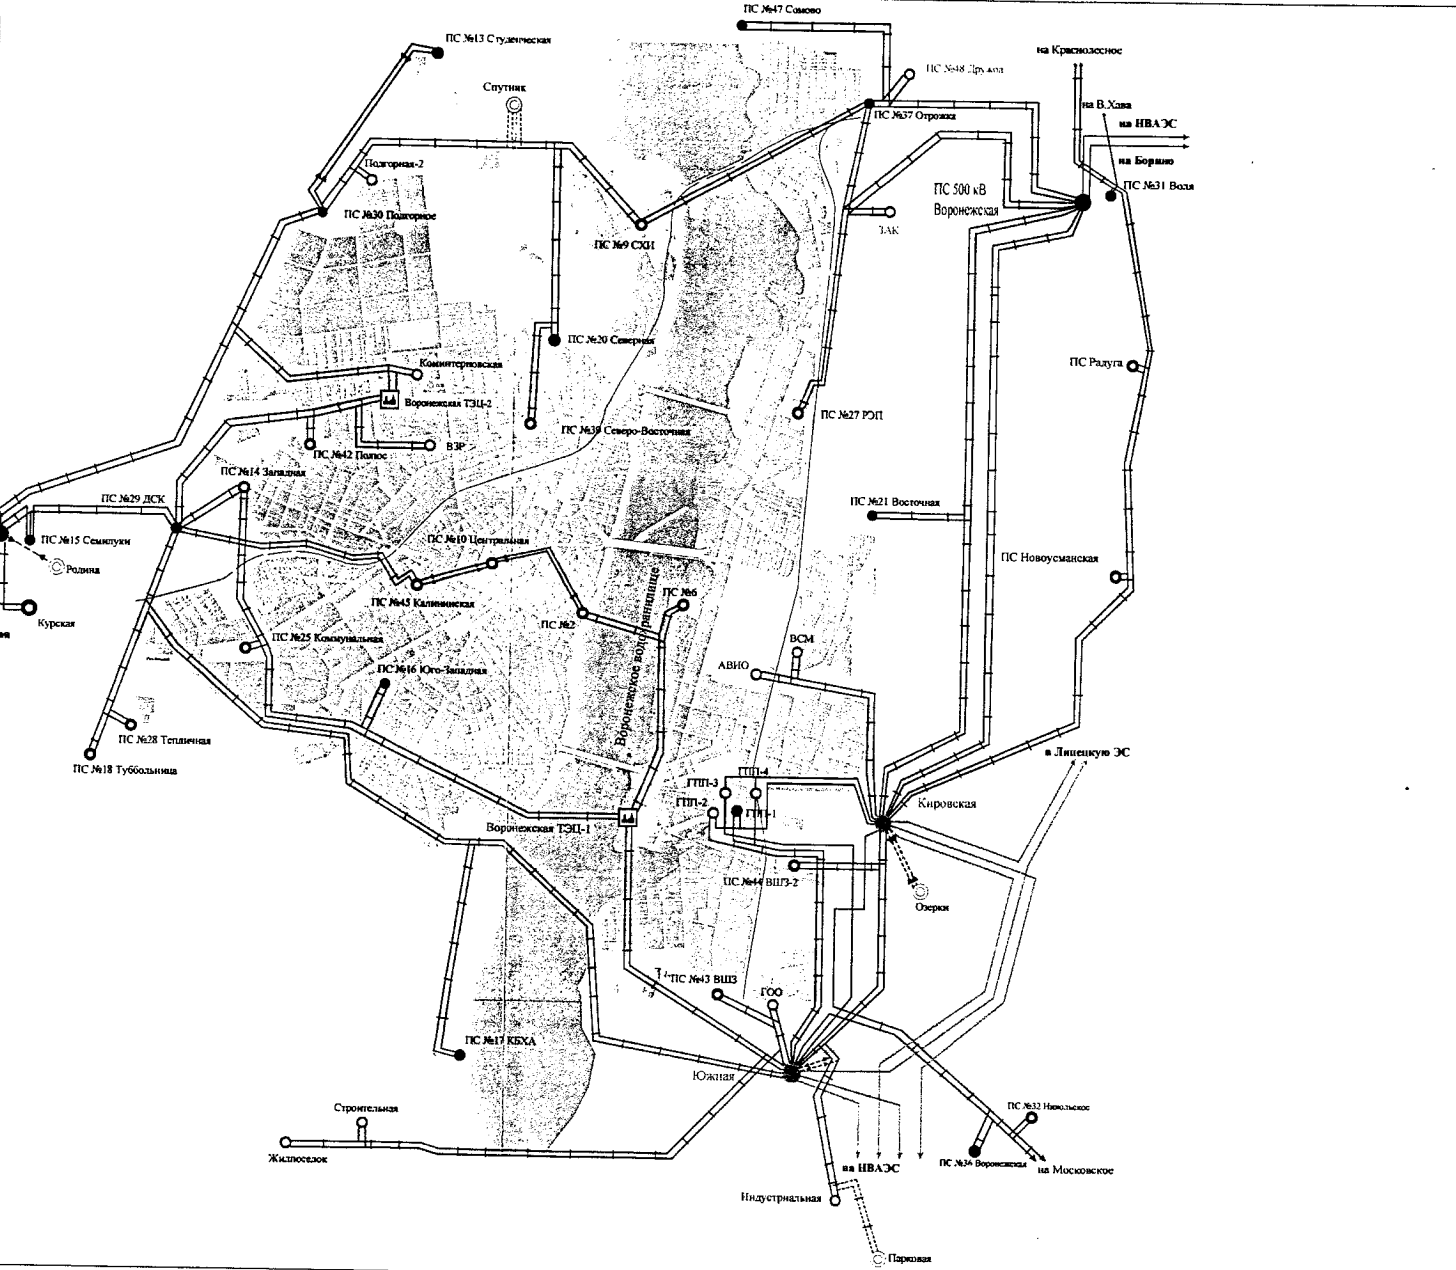 ПС №47 Сомово
ПС №13 Студенческая
на Краснолесное
ПС №48 Дружба
Спутник
на В.Хава
ПС №37 Отрожка
на НВАЭС
на Борино
Подгорная-2
ПС 500 кВ
Воронежская
ПС №31 Воля
ПС №30 Подгорное
ЗАК
ПС №9 СХИ
ПС №20 Северная
Коминтерновская
ПС Радуга
Воронежская ТЭЦ-2
ПС №27 РЭП
ПС №39 Северо-Восточная
ВЗР
ПС №42 Полюс
ПС №14 Западная
ПС №29 ДСК
ПС №21 Восточная
ПС №15 Семилуки
ПС №10 Центральная
ПС Новоусманская
Родина
ПС №45 Калининская
ПС №6
Курская
ПС №2
Воронежское водохранилище
ПС №25 Коммунальная
ВСМ
АВИО
ПС №16 Юго-Западная
ПС №28 Тепличная
в Липецкую ЭС
ПС №18 Туббольница
ГПП-4
ГПП-3
ГПП-2
Кировская
ГПП-1
Воронежская ТЭЦ-1
ПС №44 ВШЗ-2
Озерки
ПС №43 ВШЗ
ГОО
ПС №17 КБХА
Южная
Строительная
ПС №32 Никольское
Жилпоселок
на НВАЭС
ПС №36 Воронежская
на Московское
Индустриальная
Парковая